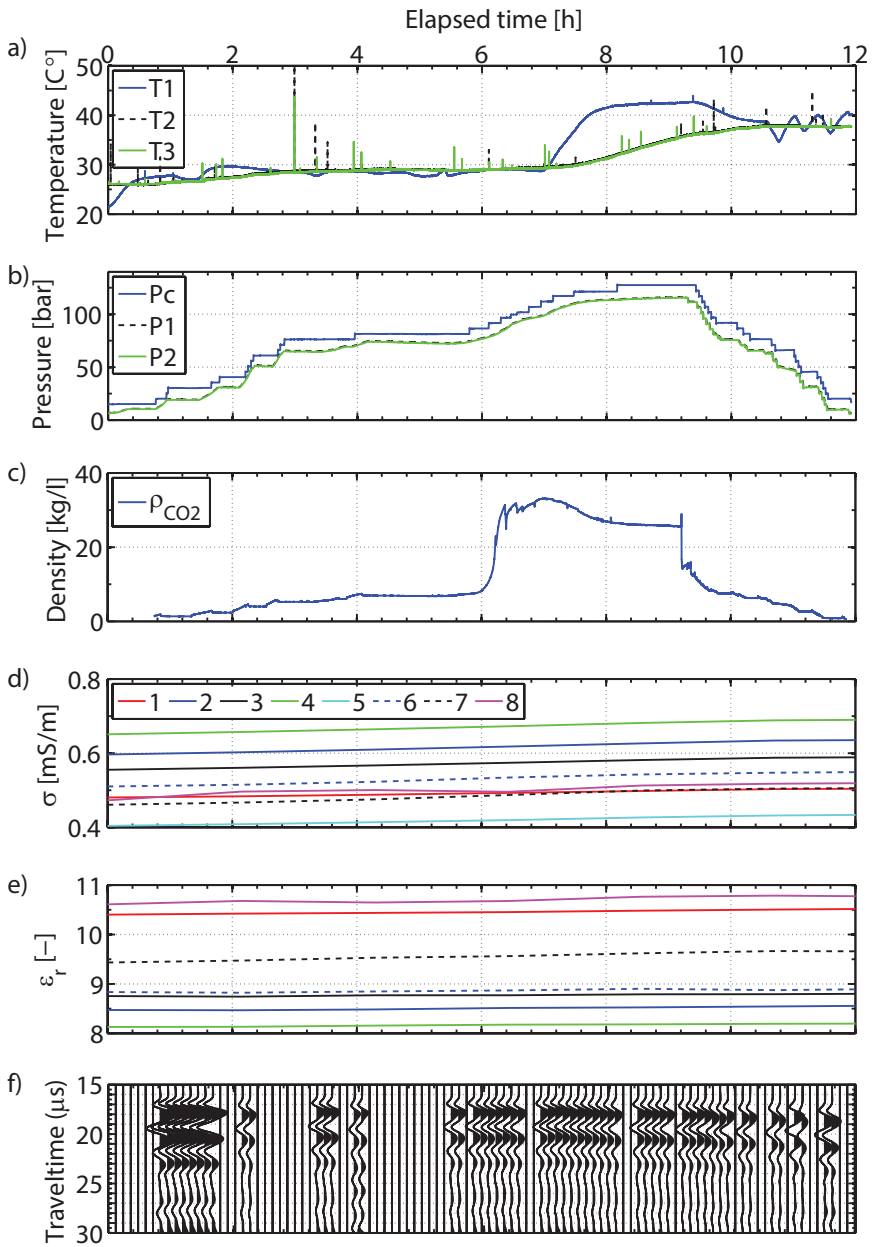 Elapsed time [h]
a)
0 2 4 6 8 10 12
Temperature [C°]
50
40
30
20
T1
T2
T3
b)
Pressure [bar]
100
50
0
Pc
P1
P2
c)
Density [kg/l]
40
20
0
ρCO2
d)
σ [mS/m]
0.8
0.6
0.4
1 2 3 4 5 6 7 8
e)
εr [−]
11
10
9
8
f)
Traveltime (μs)
15
20
25
30